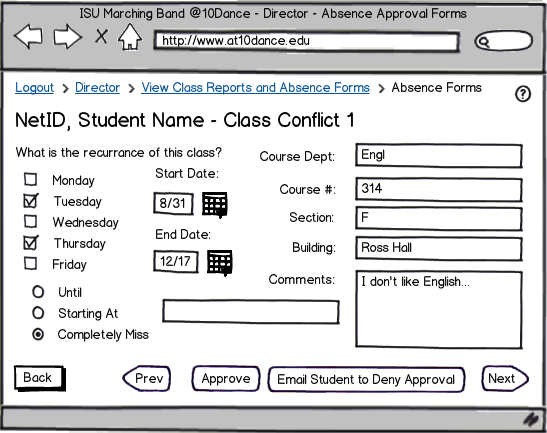 ISU Marching Band @10Dance - Director - Absence Approval Forms
http://www.at10dance.edu
Logout > Director > View Class Reports and Absence Forms > Absence Forms
?
NetID, Student Name - Class Conflict 1
What is the recurrance of this class?
Monday
Tuesday
Wednesday
Thursday
Friday
Until
Starting At
Completely Miss
Start Date:
8/31
End Date:
12/17
Course Dept: Engl
Course #: 314
Section: F
Building: Ross Hall
Comments: I don't like English...
Back
Prev
Approve
Email Student to Deny Approval
Next